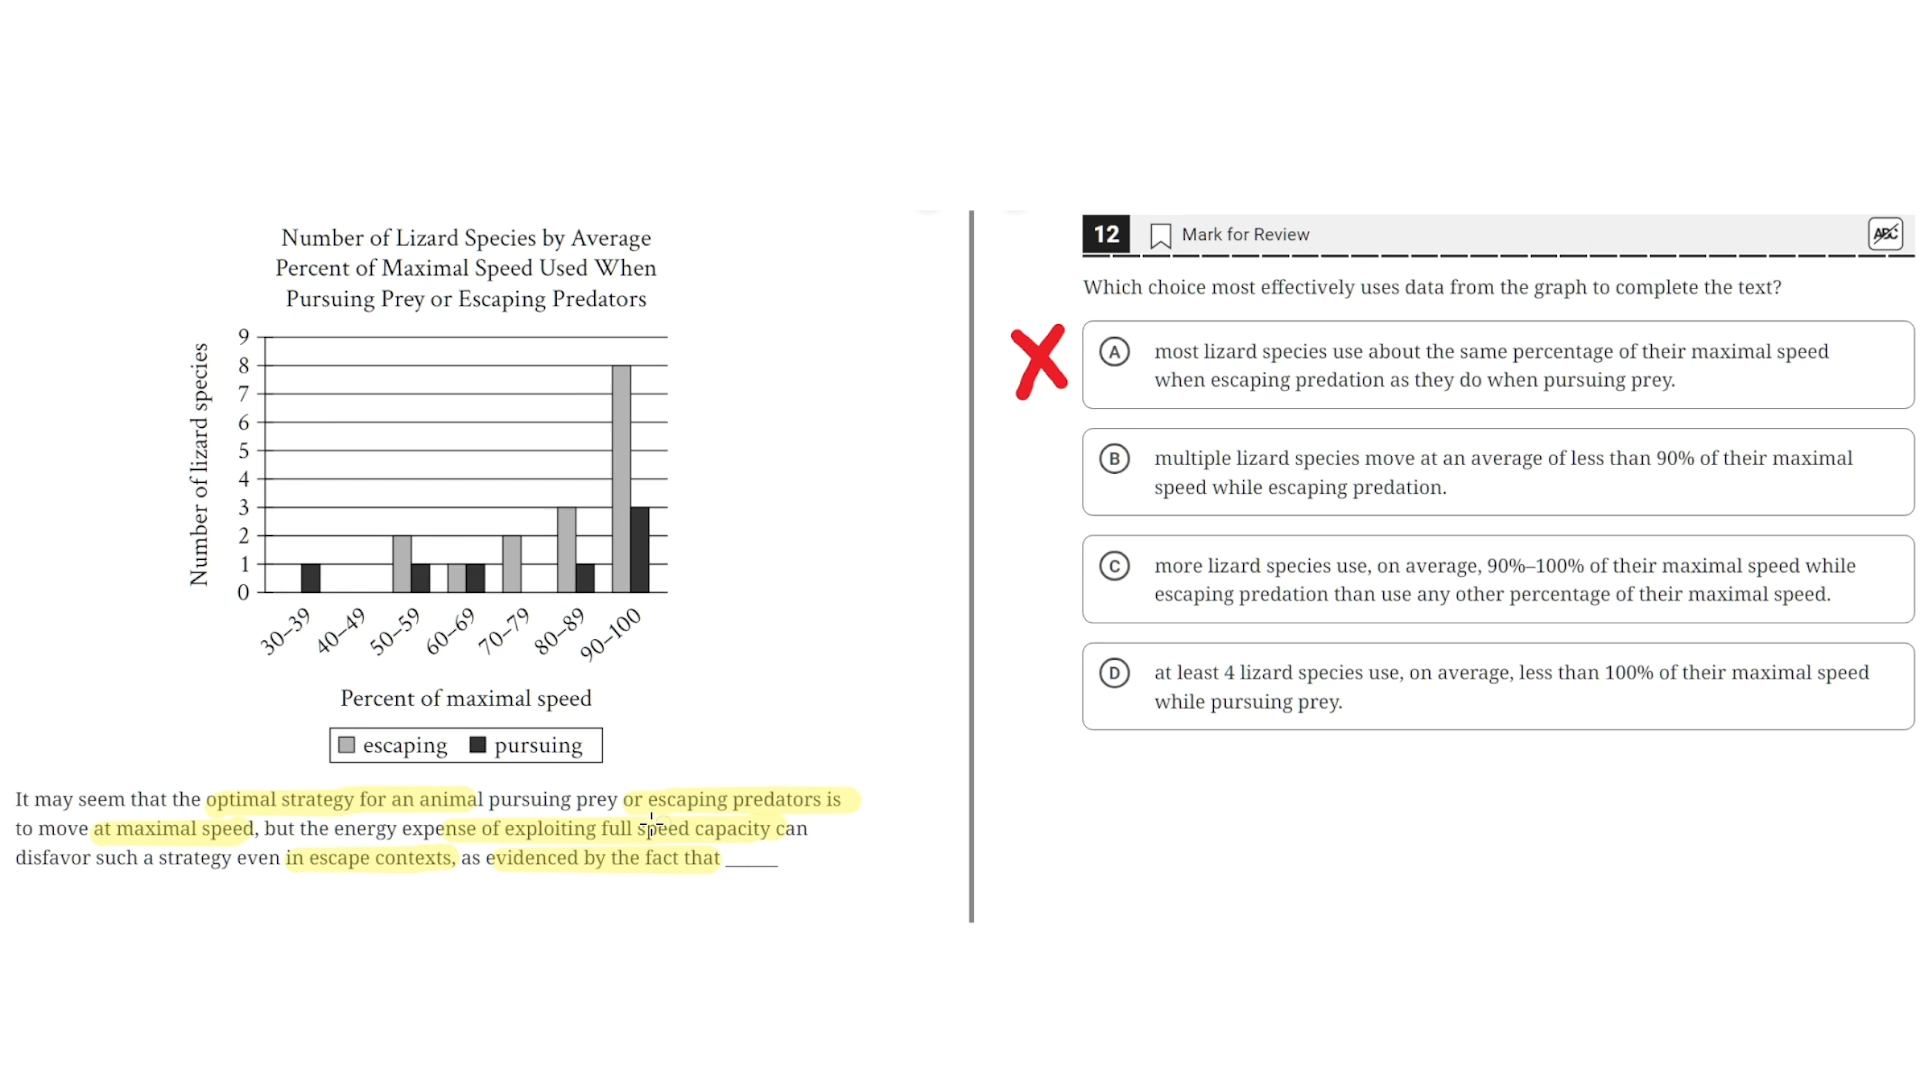 Number of Lizard Species by Average
Percent of Maximal Speed Used When
Pursuing Prey or Escaping Predators
Number of lizard species
9
8
7
6
5
4
3
2
1
0
30–39
40–49
50–59
60–69
70–79
80–89
90–100
Percent of maximal speed
escaping
pursuing
It may seem that the optimal strategy for an animal pursuing prey or escaping predators is
to move at maximal speed, but the energy expense of exploiting full speed capacity can
disfavor such a strategy even in escape contexts, as evidenced by the fact that ______
12
Mark for Review
ABC
Which choice most effectively uses data from the graph to complete the text?
A
most lizard species use about the same percentage of their maximal speed
when escaping predation as they do when pursuing prey.
B
multiple lizard species move at an average of less than 90% of their maximal
speed while escaping predation.
C
more lizard species use, on average, 90%–100% of their maximal speed while
escaping predation than use any other percentage of their maximal speed.
D
at least 4 lizard species use, on average, less than 100% of their maximal speed
while pursuing prey.